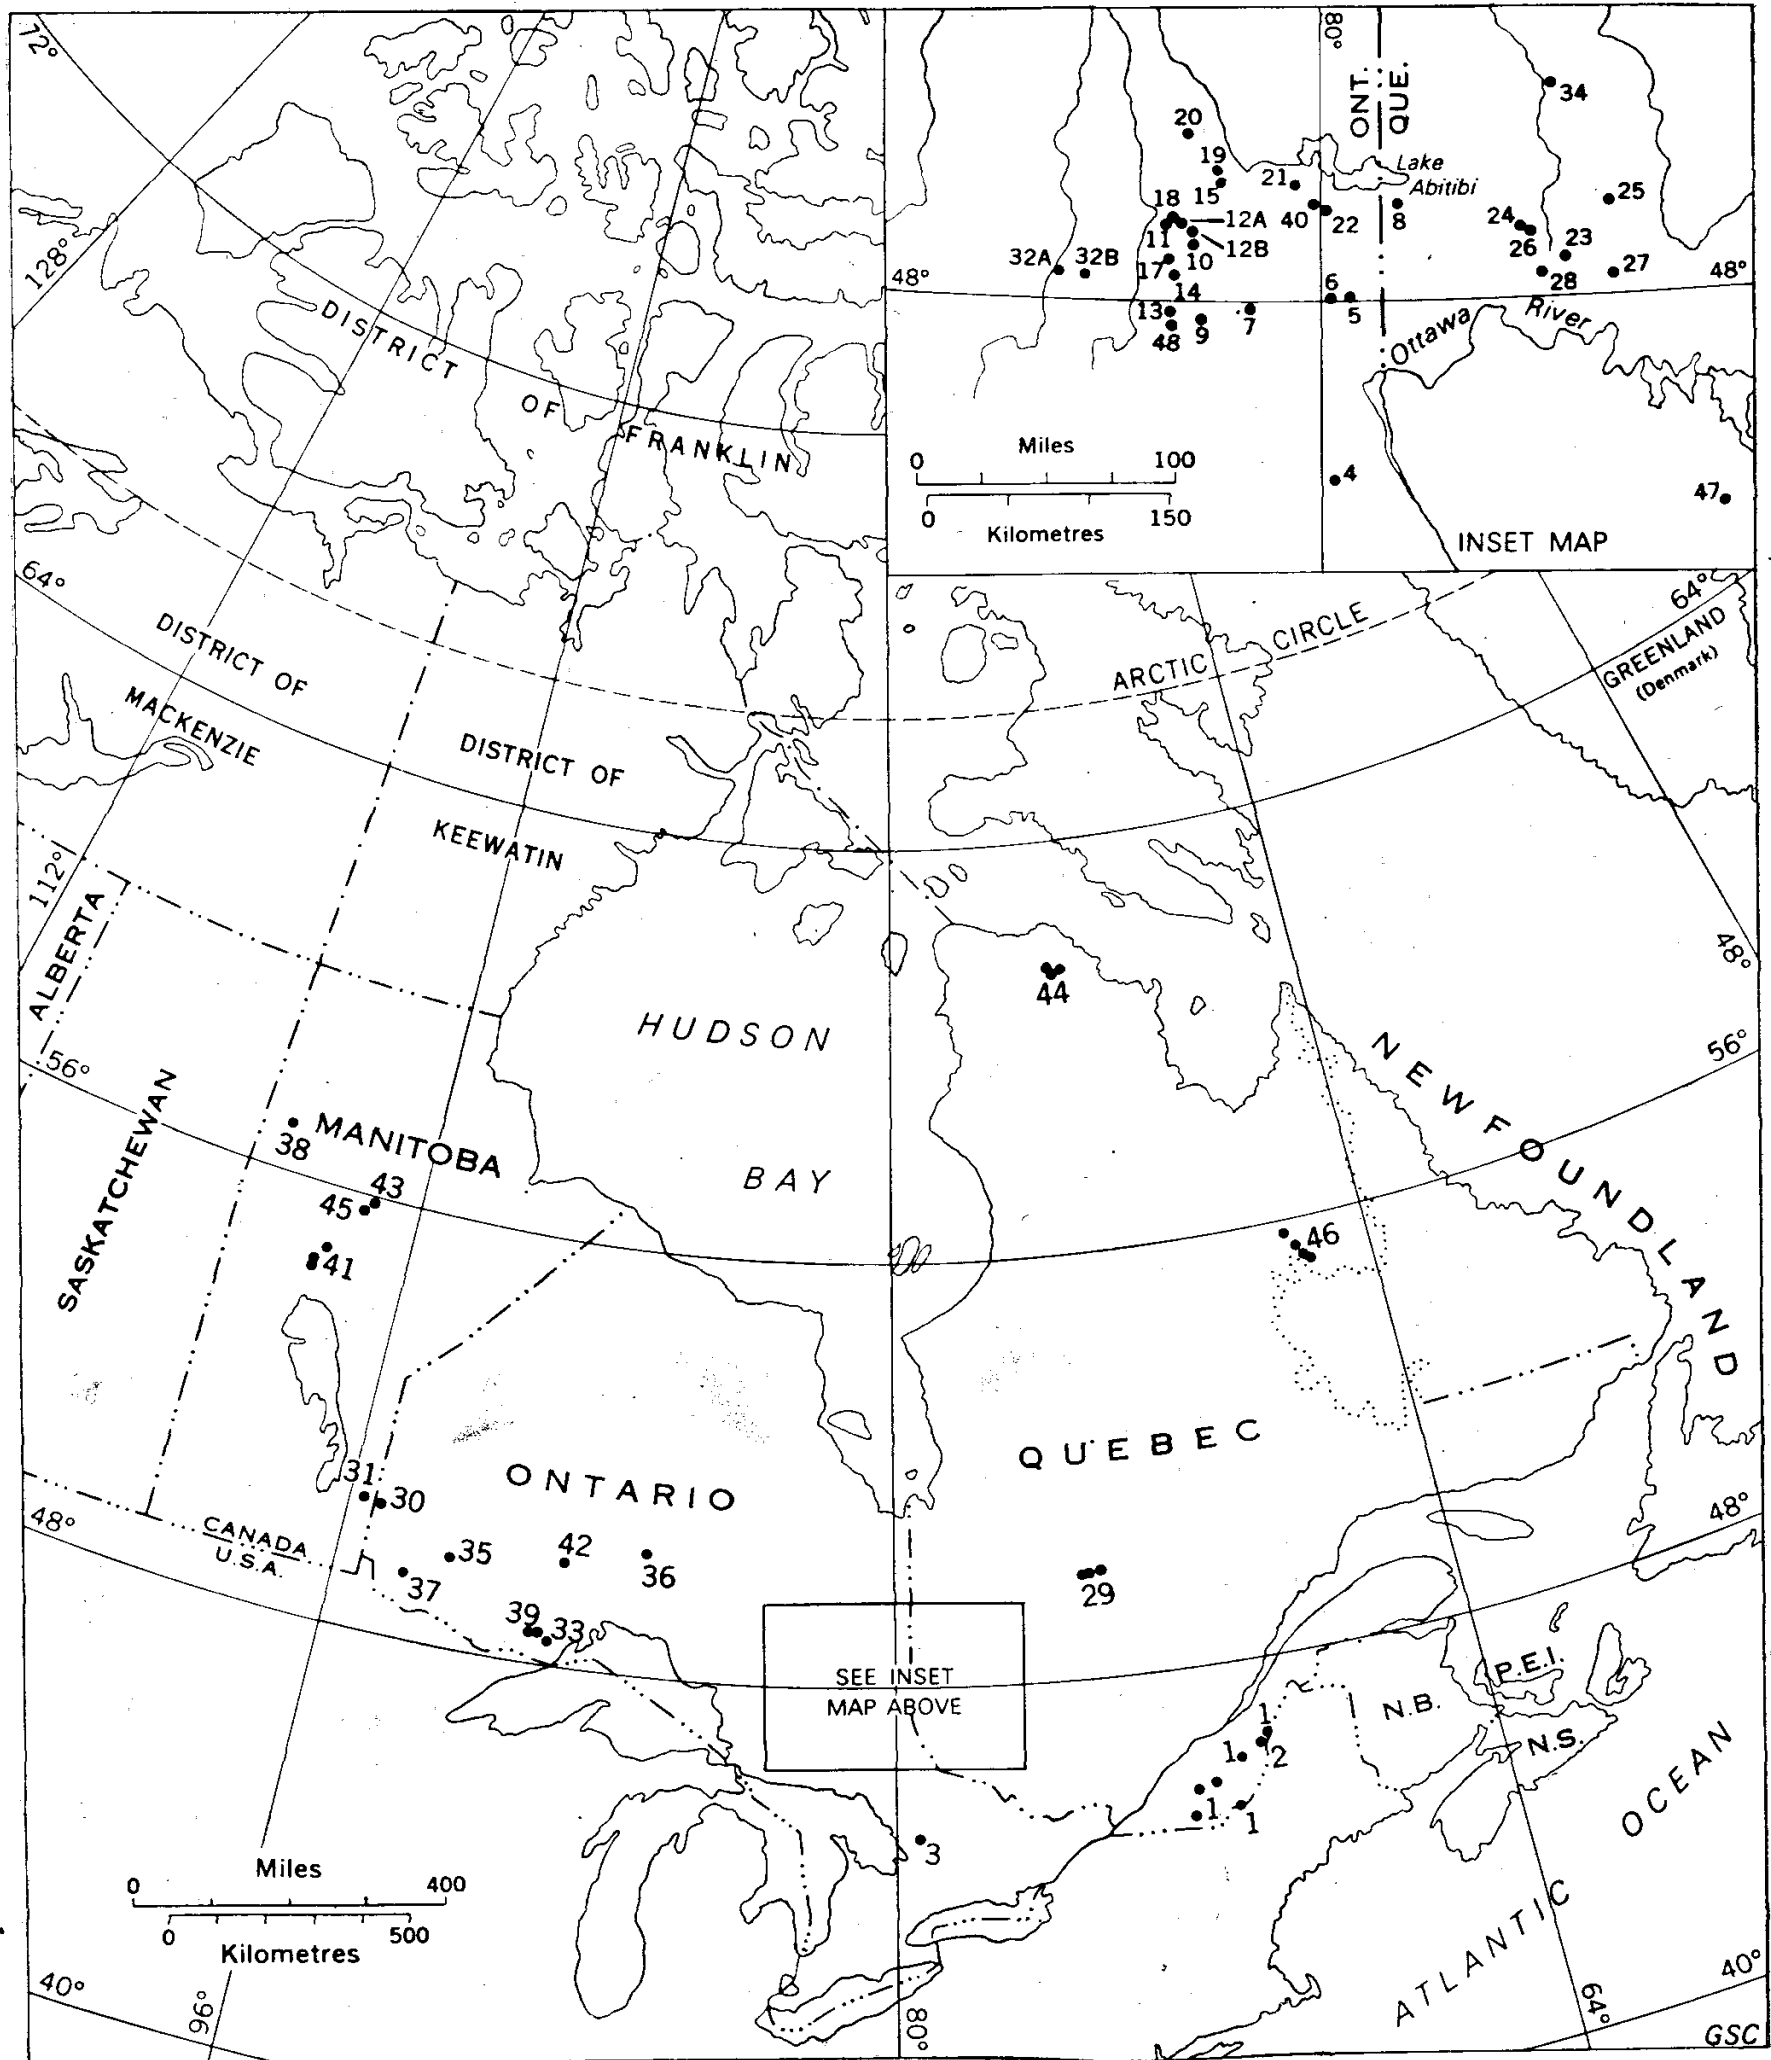 72°
128°
DISTRICT
OF
FRANKLIN
80°
ONT.
QUE.
34
20
19
15
21
Lake
Abitibi
25
18
12A
40
22
8
24
26
23
11
12B
10
17
14
32A
32B
48°
28
27
48°
6
5
13
48
9
7
Ottawa
River
Miles
0
100
0
150
Kilometres
4
47
INSET MAP
64°
DISTRICT OF
MACKENZIE
DISTRICT OF
KEEWATIN
ARCTIC CIRCLE
64°
GREENLAND
(Denmark)
112°
ALBERTA
48°
44
HUDSON
BAY
NEWFOUNDLAND
56°
56°
SASKATCHEWAN
MANITOBA
38
43
45
41
46
QUEBEC
ONTARIO
31
30
48°
48°
CANADA
U.S.A.
35
42
36
37
29
39
33
SEE INSET
MAP ABOVE
P.E.I.
N.B.
N.S.
1
1
2
1
1
3
ATLANTIC
OCEAN
Miles
0
400
0
500
Kilometres
40°
96°
80°
64°
40°
GSC